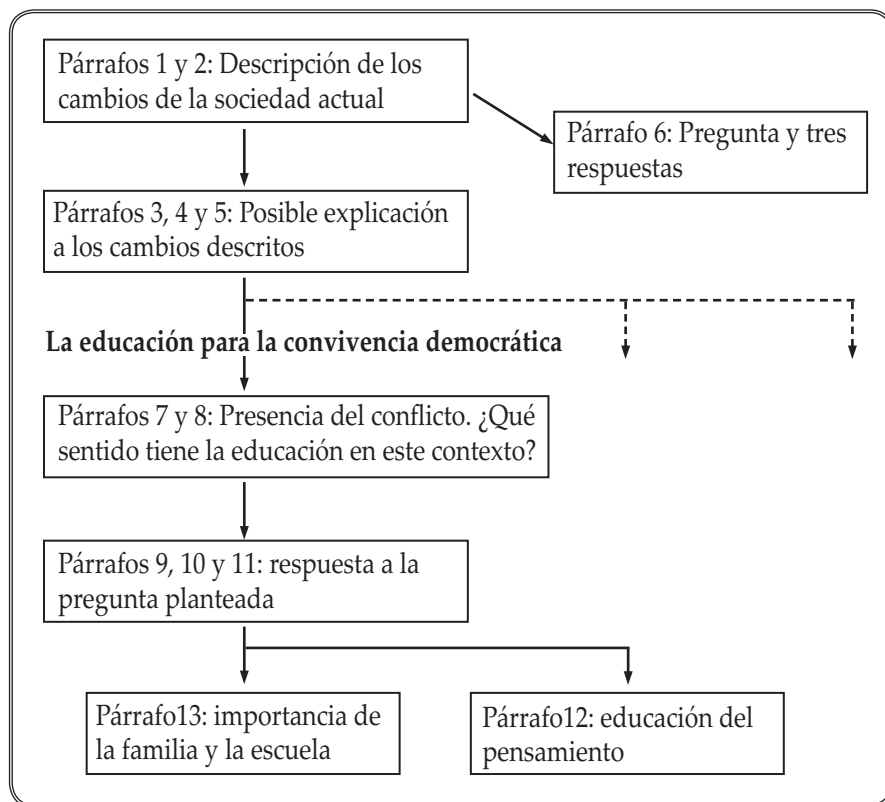 Párrafos 1 y 2: Descripción de los
cambios de la sociedad actual
Párrafo 6: Pregunta y tres
respuestas
Párrafos 3, 4 y 5: Posible explicación
a los cambios descritos
La educación para la convivencia democrática
Párrafos 7 y 8: Presencia del conflicto. ¿Qué
sentido tiene la educación en este contexto?
Párrafos 9, 10 y 11: respuesta a la
pregunta planteada
Párrafo13: importancia de
la familia y la escuela
Párrafo12: educación del
pensamiento